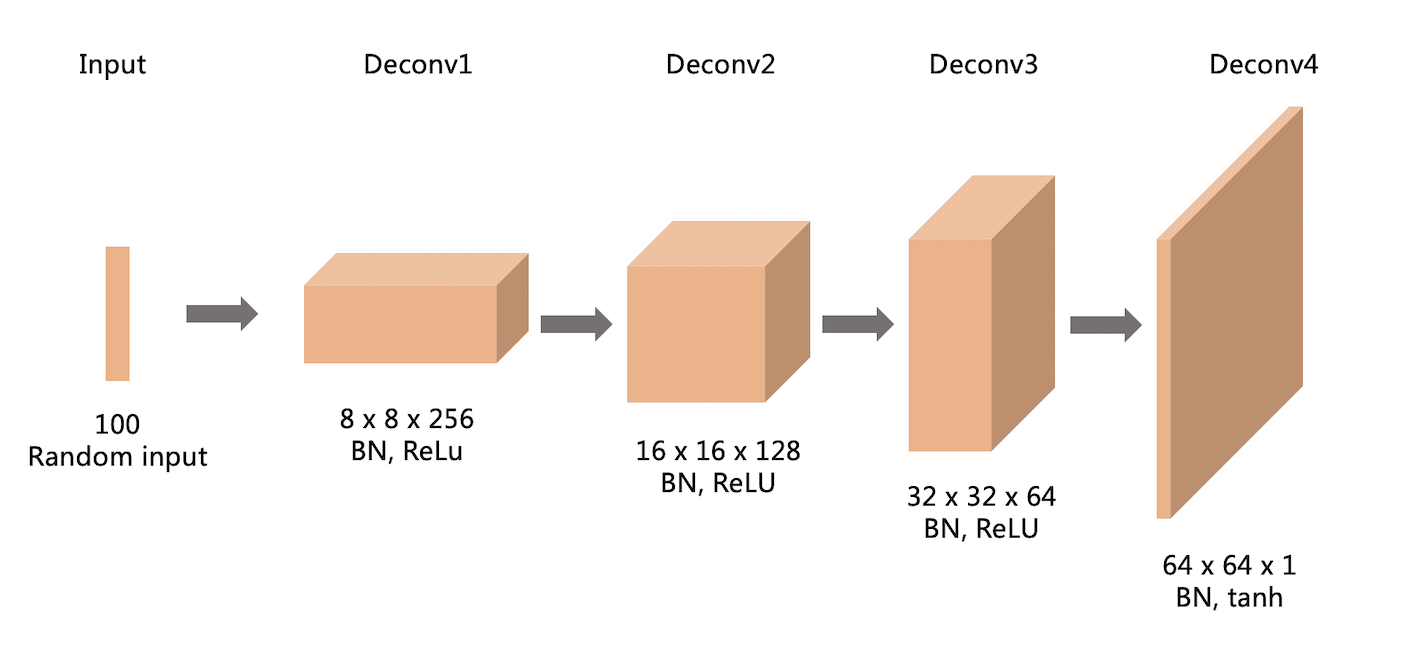 Input
Deconv1
Deconv2
Deconv3
Deconv4
100
Random input
8 x 8 x 256
BN, ReLu
16 x 16 x 128
BN, ReLU
32 x 32 x 64
BN, ReLU
64 x 64 x 1
BN, tanh